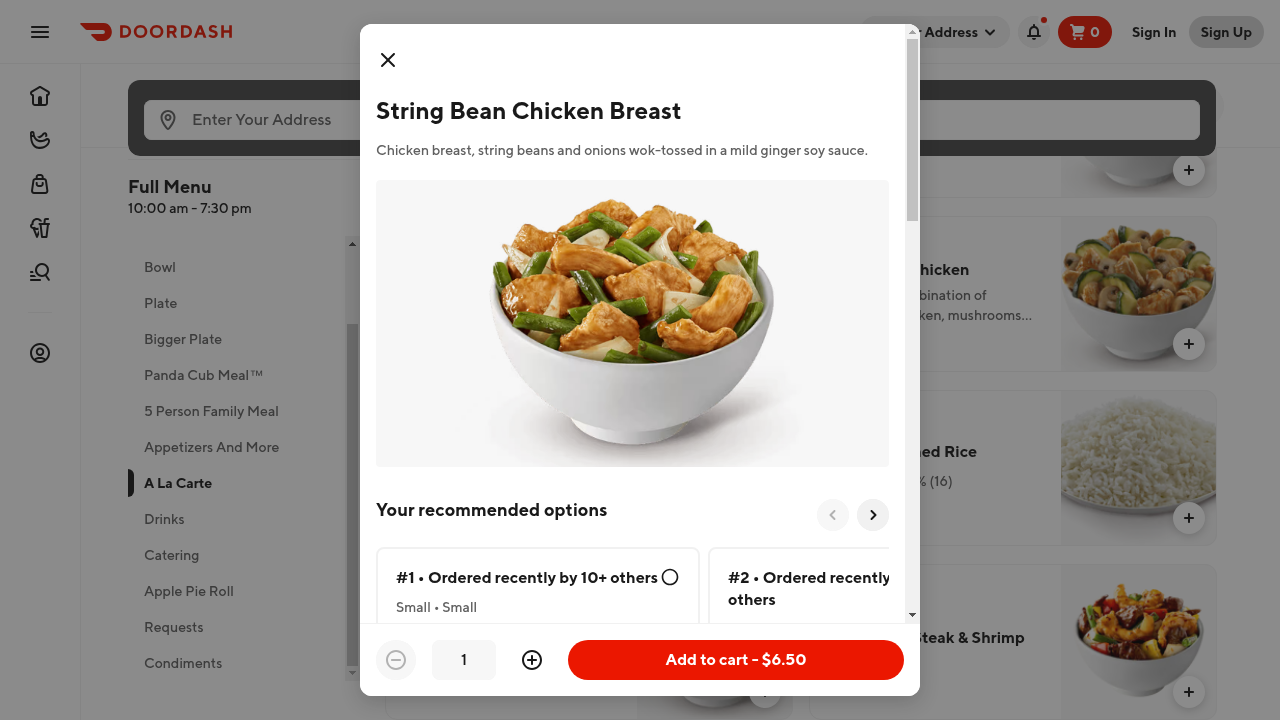 DOORDASH
Address
0
Sign In
Sign Up
Enter Your Address
Full Menu
10:00 am - 7:30 pm
Bowl
Plate
Bigger Plate
Panda Cub Meal™
5 Person Family Meal
Appetizers And More
A La Carte
Drinks
Catering
Apple Pie Roll
Requests
Condiments
String Bean Chicken Breast
Chicken breast, string beans and onions wok-tossed in a mild ginger soy sauce.
Your recommended options
#1 • Ordered recently by 10+ others
Small • Small
#2 • Ordered recently
others
1
Add to cart - $6.50
hicken
bination of
ken, mushrooms...
ed Rice
% (16)
Steak & Shrimp